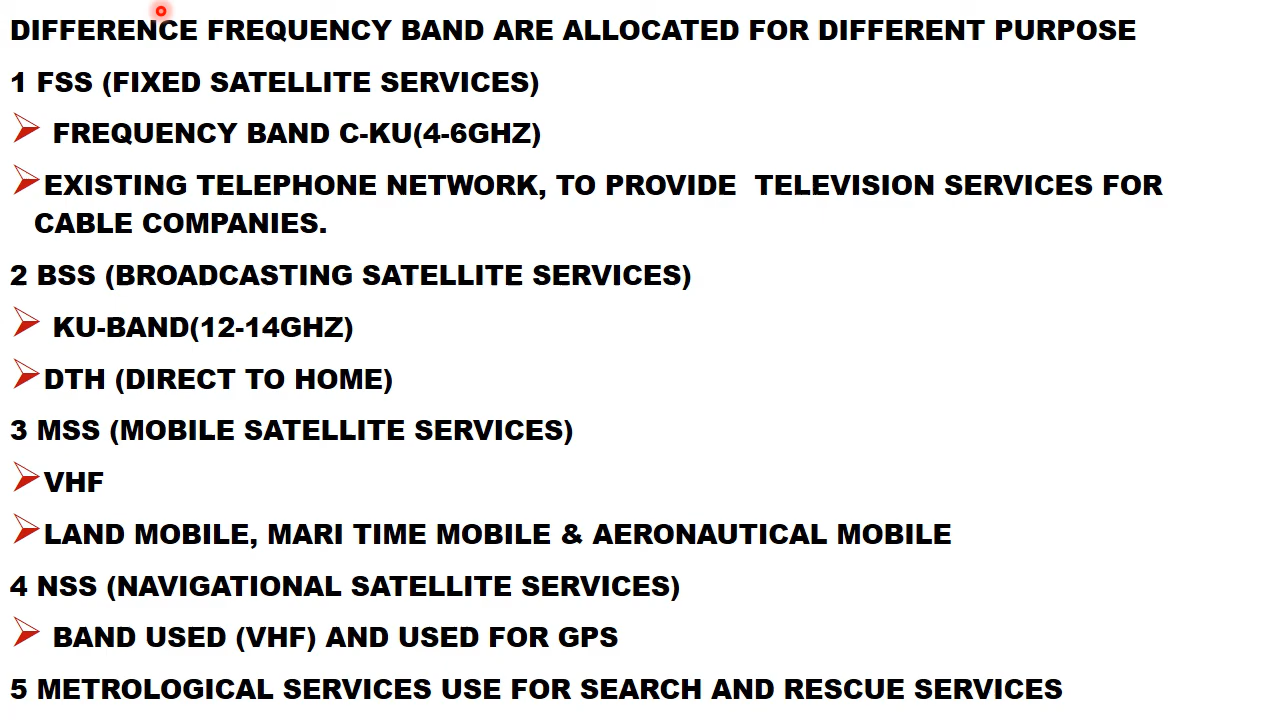 DIFFERENCE FREQUENCY BAND ARE ALLOCATED FOR DIFFERENT PURPOSE
1 FSS (FIXED SATELLITE SERVICES)
FREQUENCY BAND C-KU(4-6GHZ)
EXISTING TELEPHONE NETWORK, TO PROVIDE TELEVISION SERVICES FOR
CABLE COMPANIES.
2 BSS (BROADCASTING SATELLITE SERVICES)
KU-BAND(12-14GHZ)
DTH (DIRECT TO HOME)
3 MSS (MOBILE SATELLITE SERVICES)
VHF
LAND MOBILE, MARI TIME MOBILE & AERONAUTICAL MOBILE
4 NSS (NAVIGATIONAL SATELLITE SERVICES)
BAND USED (VHF) AND USED FOR GPS
5 METROLOGICAL SERVICES USE FOR SEARCH AND RESCUE SERVICES